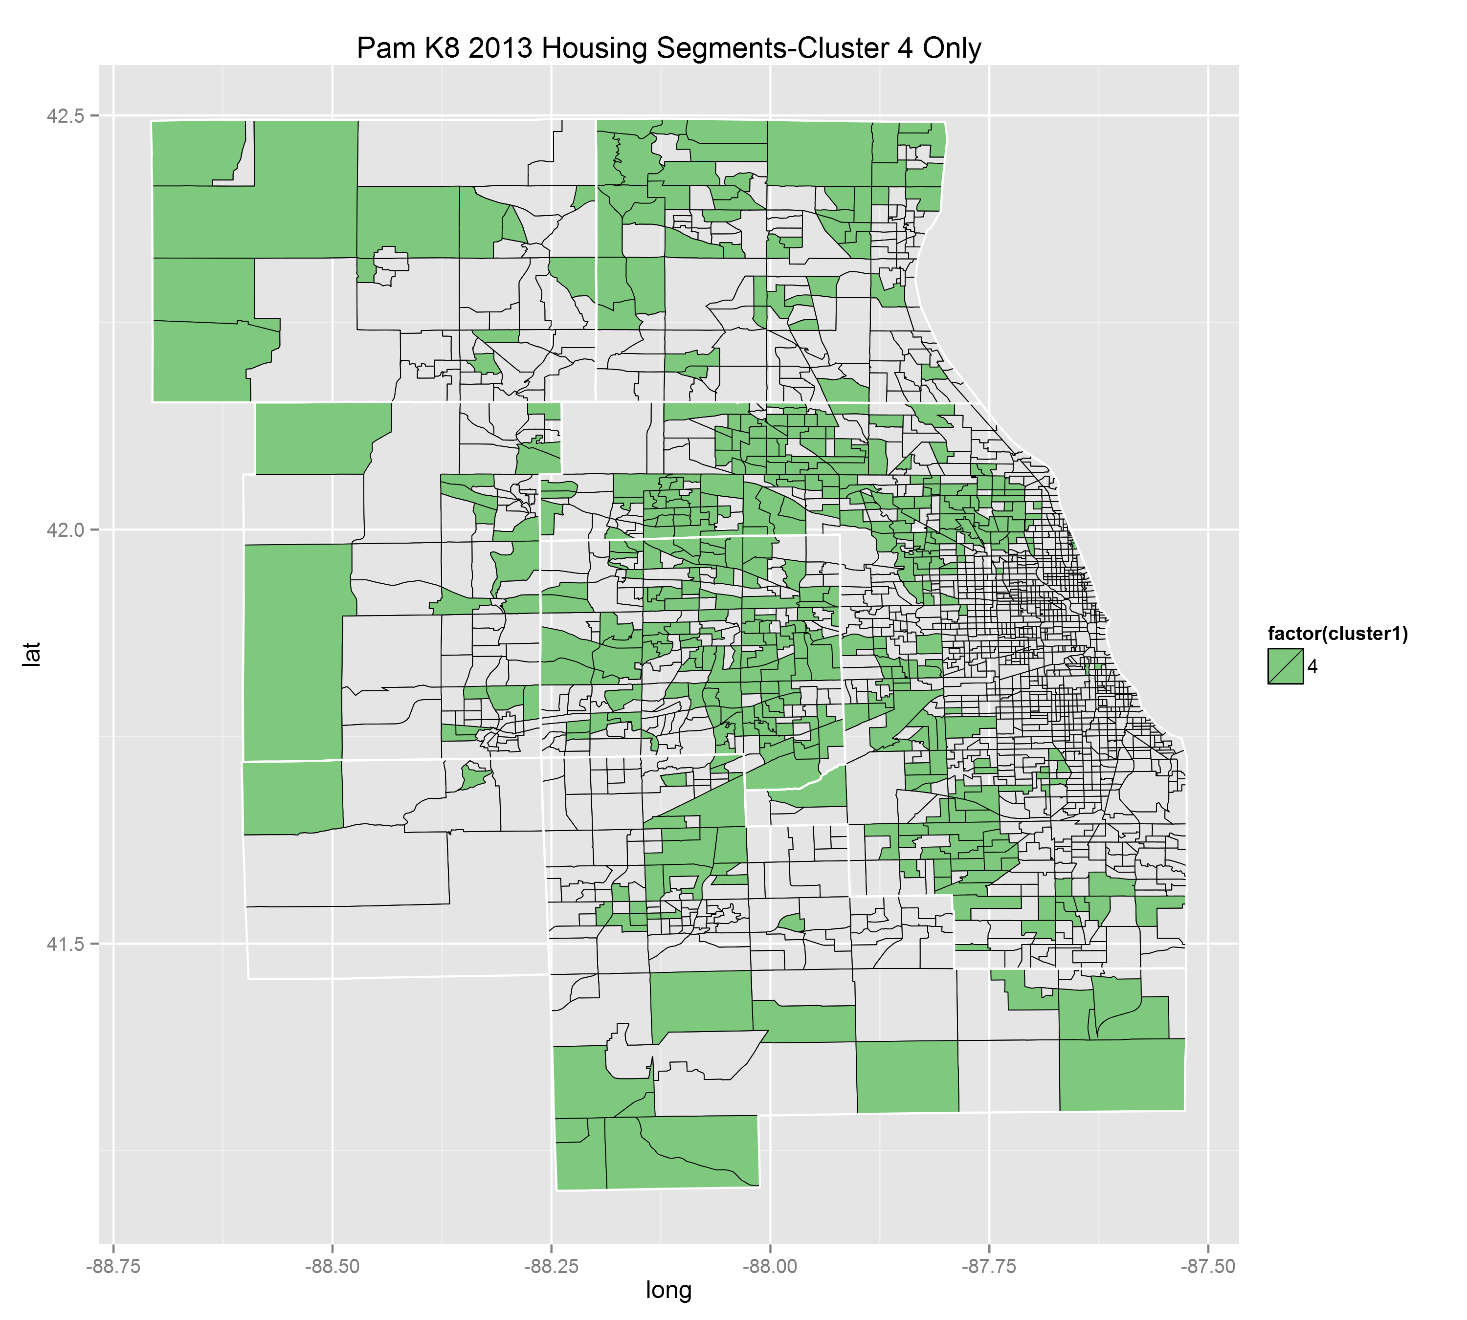 Pam K8 2013 Housing Segments-Cluster 4 Only
42.5
42.0
41.5
lat
-88.75 -88.50 -88.25 -88.00 -87.75 -87.50
long
factor(cluster1)
4